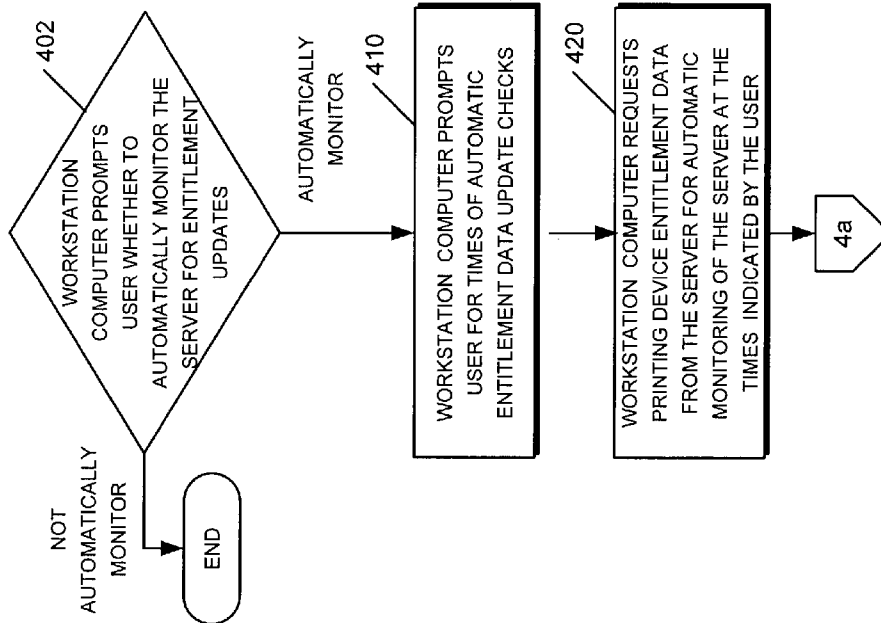 402
WORKSTATION
COMPUTER PROMPTS
USER WHETHER TO
AUTOMATICALLY MONITOR THE
SERVER FOR ENTITLEMENT
UPDATES
NOT
AUTOMATICALLY
MONITOR
END
AUTOMATICALLY
MONITOR
410
WORKSTATION COMPUTER PROMPTS
USER FOR TIMES OF AUTOMATIC
ENTITLEMENT DATA UPDATE CHECKS
420
WORKSTATION COMPUTER REQUESTS
PRINTING DEVICE ENTITLEMENT DATA
FROM THE SERVER FOR AUTOMATIC
MONITORING OF THE SERVER AT THE
TIMES INDICATED BY THE USER
4a